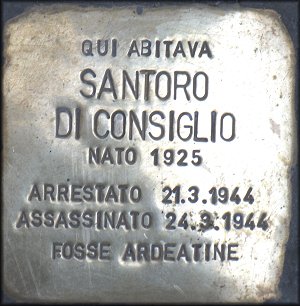 QUI ABITAVA
SANTORO
DI CONSIGLIO
NATO 1925
ARRESTATO 21.3.1944
ASSASSINATO 24.3.1944
FOSSE ARDEATINE